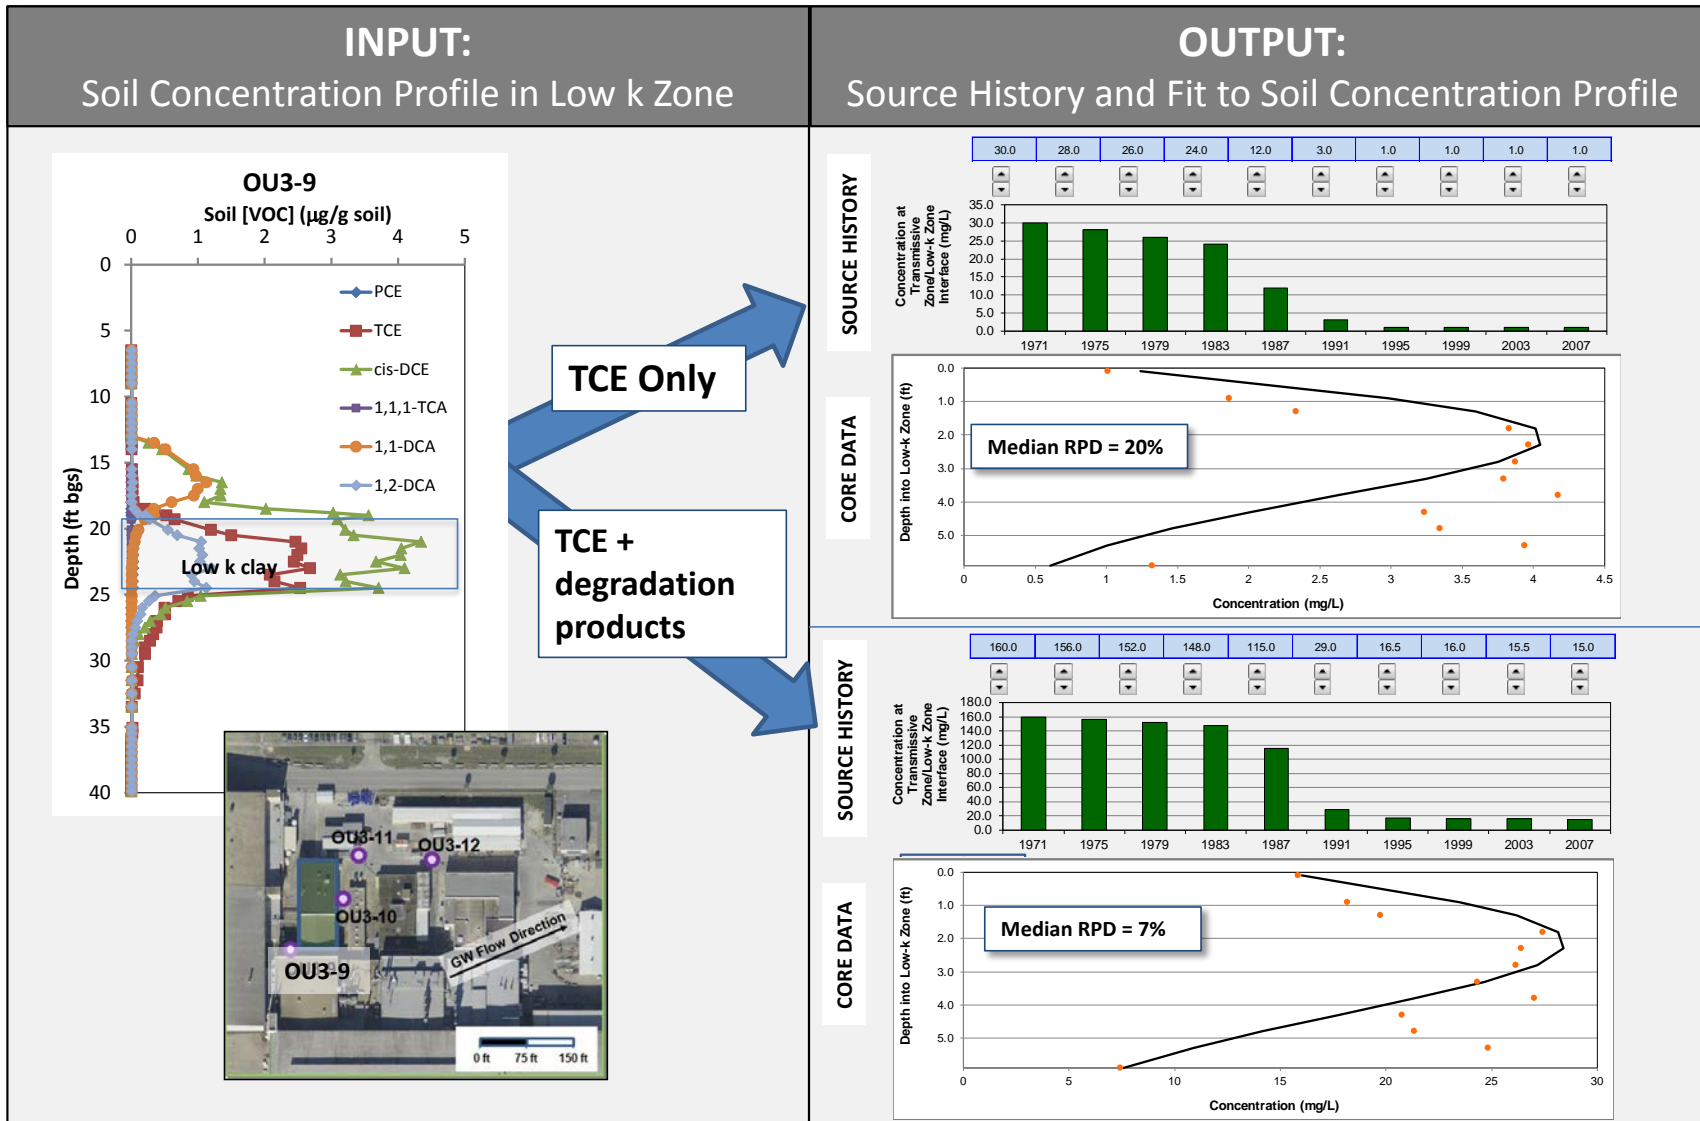 INPUT:
Soil Concentration Profile in Low k Zone
OUTPUT:
Source History and Fit to Soil Concentration Profile
OU3-9
Soil [VOC] (µg/g soil)
0 1 2 3 4 5
0
5
10
15
20
25
30
35
40
Depth (ft bgs)
PCE
TCE
cis-DCE
1,1,1-TCA
1,1-DCA
1,2-DCA
Low k clay
OU3-11
OU3-12
OU3-10
OU3-9
GW Flow Direction
0 ft 75 ft 150 ft
TCE Only
TCE +
degradation
products
SOURCE HISTORY
30.0 28.0 26.0 24.0 12.0 3.0 1.0 1.0 1.0 1.0
Concentration at
Transmissive
Zone/Low-k Zone
Interface (mg/L)
35.0
30.0
25.0
20.0
15.0
10.0
5.0
0.0
1971 1975 1979 1983 1987 1991 1995 1999 2003 2007
CORE DATA
Depth into Low-k Zone (ft)
0.0
1.0
2.0
3.0
4.0
5.0
Median RPD = 20%
0 0.5 1 1.5 2 2.5 3 3.5 4 4.5
Concentration (mg/L)
SOURCE HISTORY
160.0 156.0 152.0 148.0 115.0 29.0 16.5 16.0 15.5 15.0
Concentration at
Transmissive
Zone/Low-k Zone
Interface (mg/L)
180.0
160.0
140.0
120.0
100.0
80.0
60.0
40.0
20.0
0.0
1971 1975 1979 1983 1987 1991 1995 1999 2003 2007
CORE DATA
Depth into Low-k Zone (ft)
0.0
1.0
2.0
3.0
4.0
5.0
Median RPD = 7%
0 5 10 15 20 25 30
Concentration (mg/L)